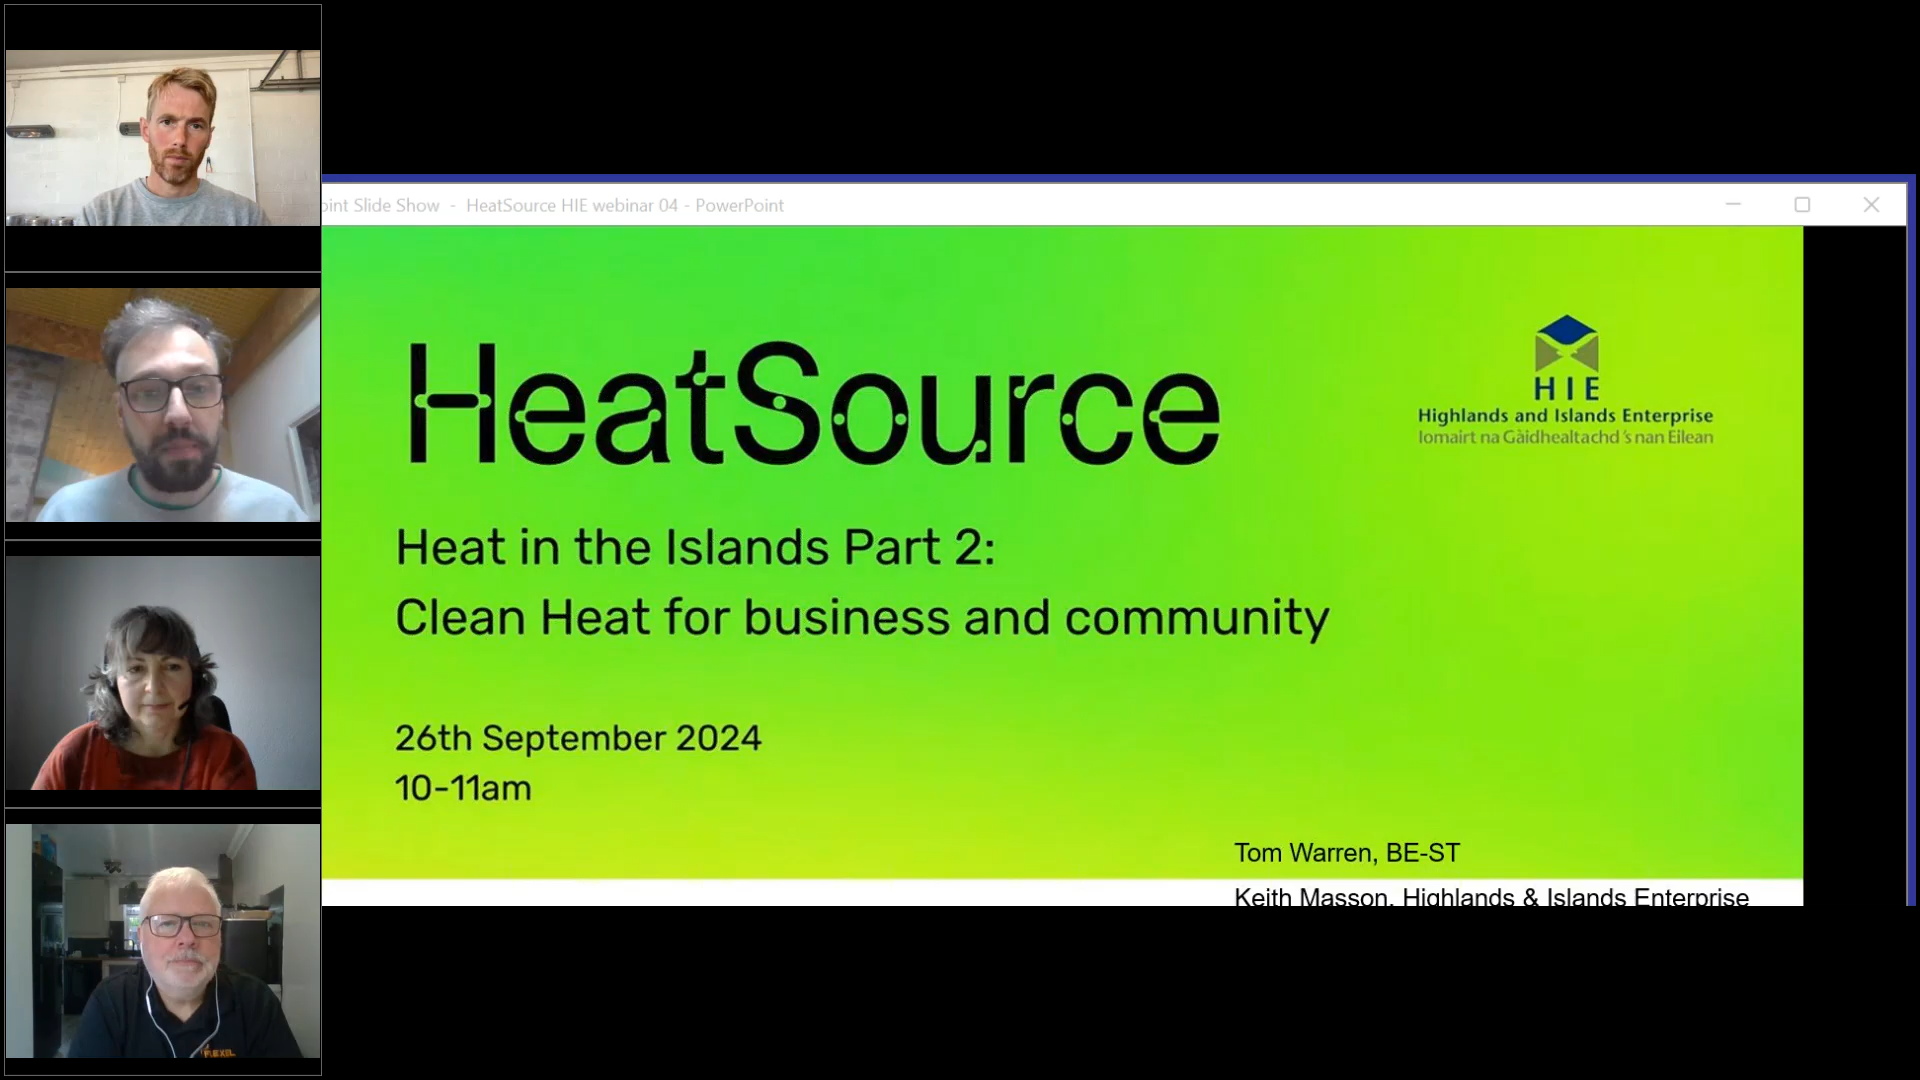 oint Slide Show - HeatSource HIE webinar 04 - PowerPoint
HeatSource
HIE
Highlands and Islands Enterprise
Iomairt na Gàidhealtachd 's nan Eilean
Heat in the Islands Part 2:
Clean Heat for business and community
26th September 2024
10-11am
Tom Warren, BE-ST
Keith Masson, Highlands & Islands Enterprise
FLEXEL